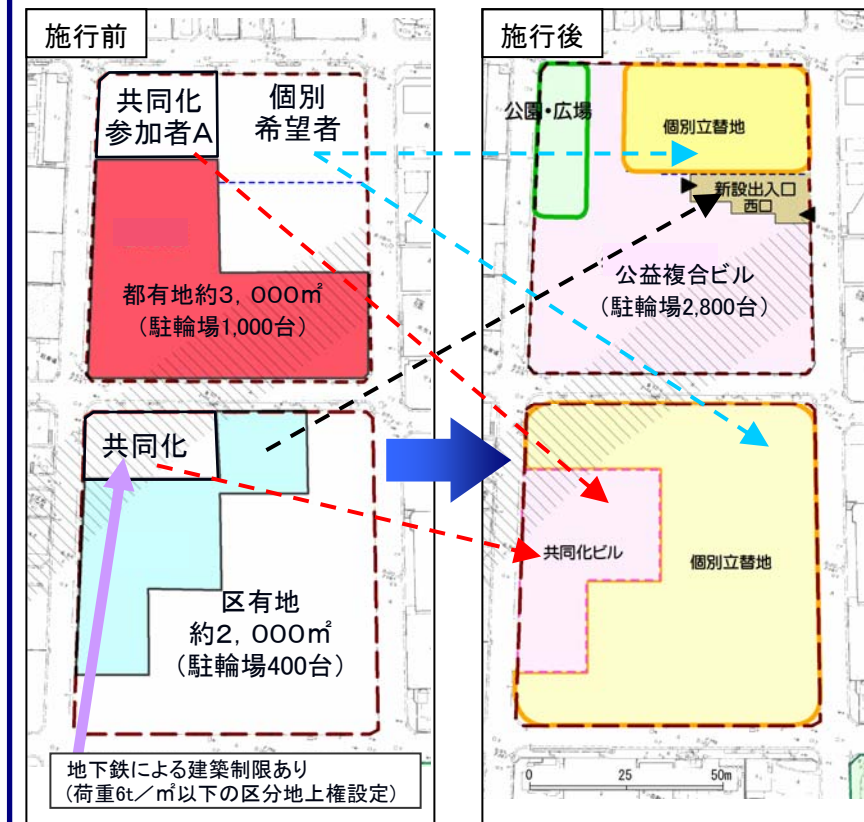 施行前
共同化
参加者A
個別
希望者
都有地約3，000㎡
（駐輪場1,000台）
共同化
区有地
約2，000㎡
（駐輪場400台）
地下鉄による建築制限あり
(荷重6t／㎡以下の区分地上権設定)
施行後
公園・広場
個別立替地
新設出入口
西口
公益複合ビル
（駐輪場2,800台）
共同化ビル
個別立替地
0 25 50m